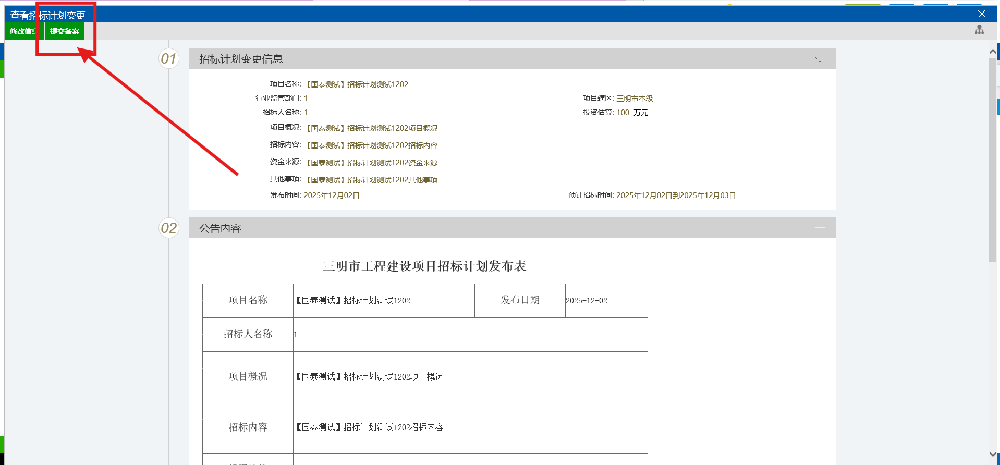 查看招标计划变更
修改信息 提交备案
01 招标计划变更信息
项目名称: 【国泰测试】招标计划测试1202
行业监管部门: 1 项目辖区: 三明市本级
招标人名称: 1 投资估算: 100 万元
项目概况: 【国泰测试】招标计划测试1202项目概况
招标内容: 【国泰测试】招标计划测试1202招标内容
资金来源: 【国泰测试】招标计划测试1202资金来源
其他事项: 【国泰测试】招标计划测试1202其他事项
发布时间: 2025年12月02日 预计招标时间: 2025年12月02日到2025年12月03日
02 公告内容
三明市工程建设项目招标计划发布表
项目名称 【国泰测试】招标计划测试1202 发布日期 2025-12-02
招标人名称 1
项目概况 【国泰测试】招标计划测试1202项目概况
招标内容 【国泰测试】招标计划测试1202招标内容